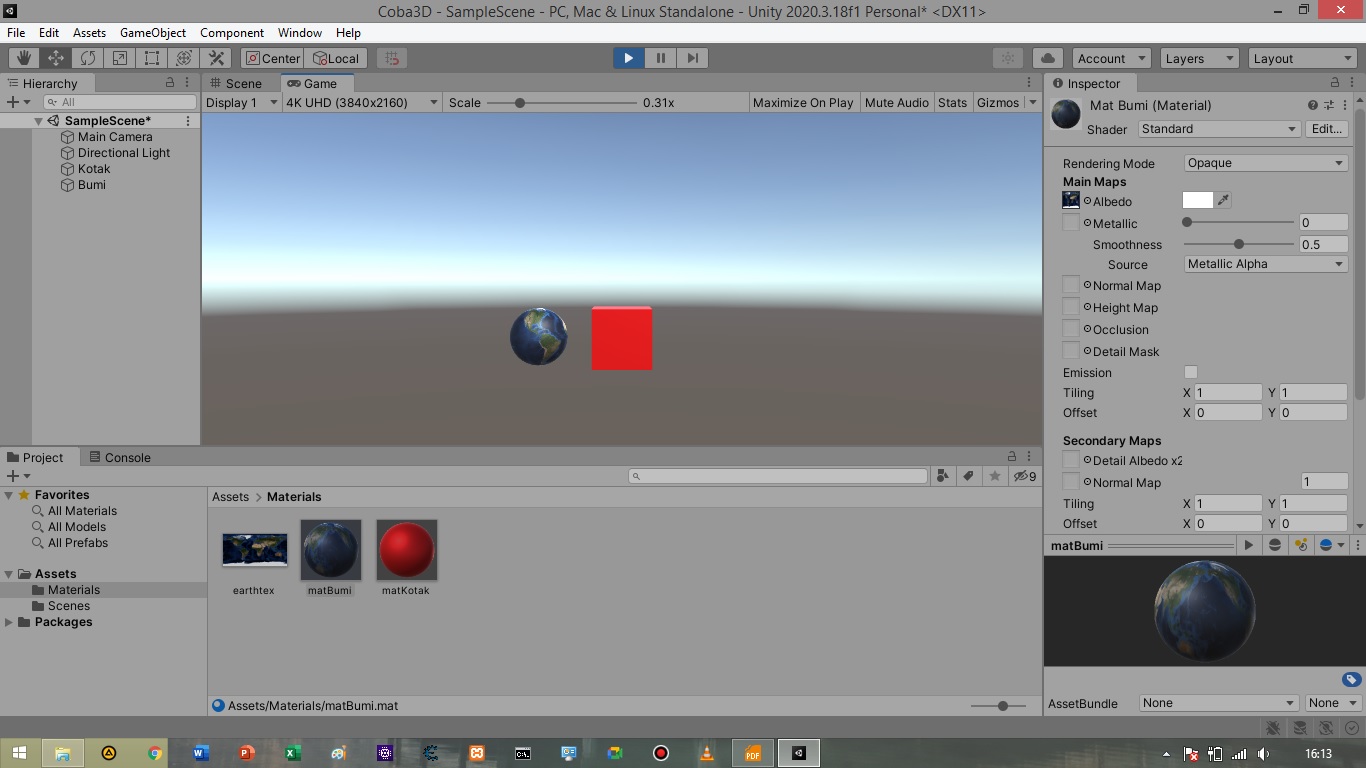 Coba3D - SampleScene - PC, Mac & Linux Standalone - Unity 2020.3.18f1 Personal* <DX11>
File Edit Assets GameObject Component Window Help
Center Local Account Layers Layout
Hierarchy
All
SampleScene*
Main Camera
Directional Light
Kotak
Bumi
Scene Game
Display 1 4K UHD (3840x2160) Scale 0.31x Maximize On Play Mute Audio Stats Gizmos
Inspector
Mat Bumi (Material)
Shader Standard Edit...
Rendering Mode Opaque
Main Maps
Albedo
Metallic 0
Smoothness 0.5
Source Metallic Alpha
Normal Map
Height Map
Occlusion
Detail Mask
Emission
Tiling X 1 Y 1
Offset X 0 Y 0
Secondary Maps
Detail Albedo x2
Normal Map 1
Tiling X 1 Y 1
Offset X 0 Y 0
matBumi
AssetBundle None None
Project Console
9
Favorites
All Materials
All Models
All Prefabs
Assets
Materials
Scenes
Packages
Assets > Materials
earthtex matBumi matKotak
Assets/Materials/matBumi.mat
PDF
16:13